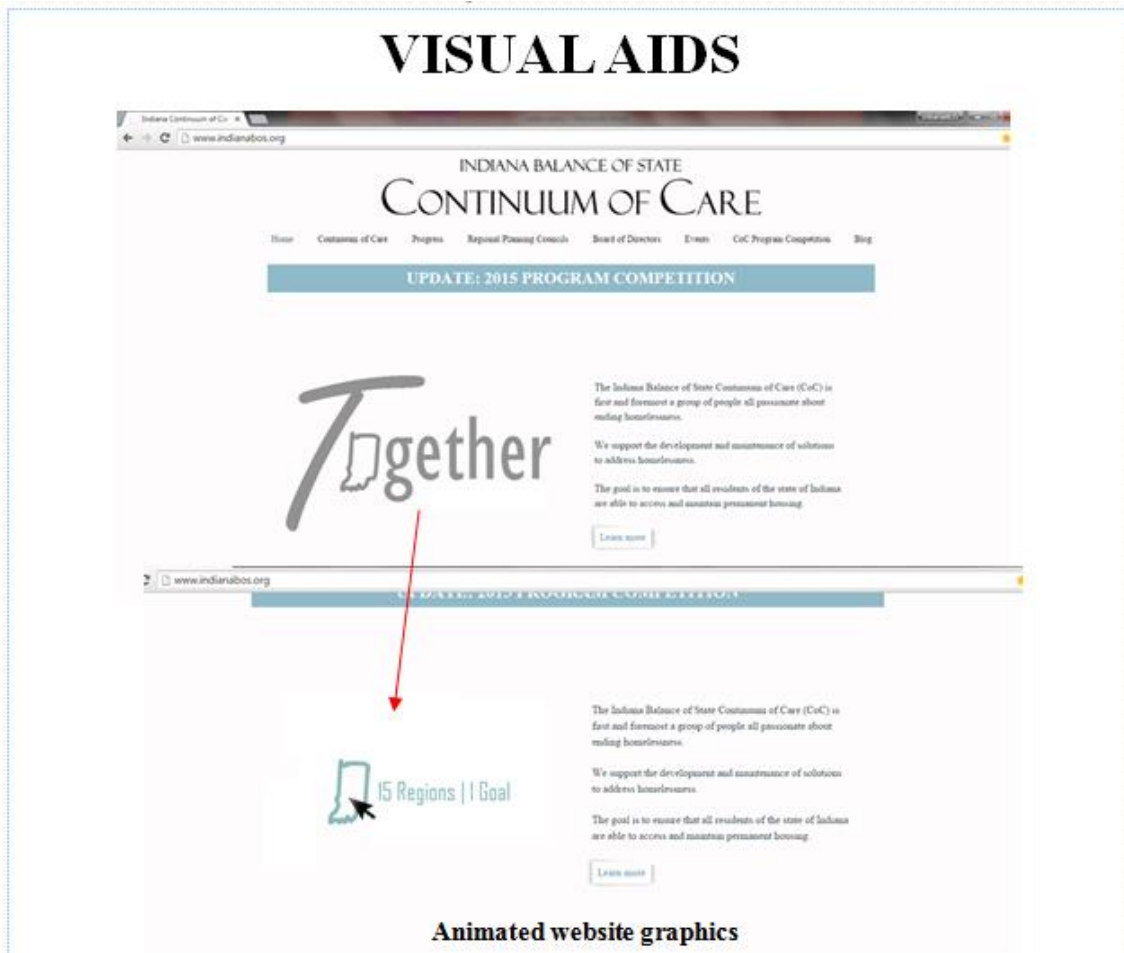 VISUAL AIDS
Indiana Continuum of Ca
www.indianabos.org
INDIANA BALANCE OF STATE
CONTINUUM OF CARE
Home Continuum of Care Progress Regional Planning Councils Board of Directors Events CoC Program Competition Blog
UPDATE: 2015 PROGRAM COMPETITION
Together
The Indiana Balance of State Continuum of Care (CoC) is
first and foremost a group of people all passionate about
ending homelessness.
We support the development and maintenance of solutions
to address homelessness.
The goal is to ensure that all residents of the state of Indiana
are able to access and maintain permanent housing.
Learn more
www.indianabos.org
UPDATE: 2015 PROGRAM COMPETITION
15 Regions | 1 Goal
The Indiana Balance of State Continuum of Care (CoC) is
first and foremost a group of people all passionate about
ending homelessness.
We support the development and maintenance of solutions
to address homelessness.
The goal is to ensure that all residents of the state of Indiana
are able to access and maintain permanent housing.
Learn more
Animated website graphics